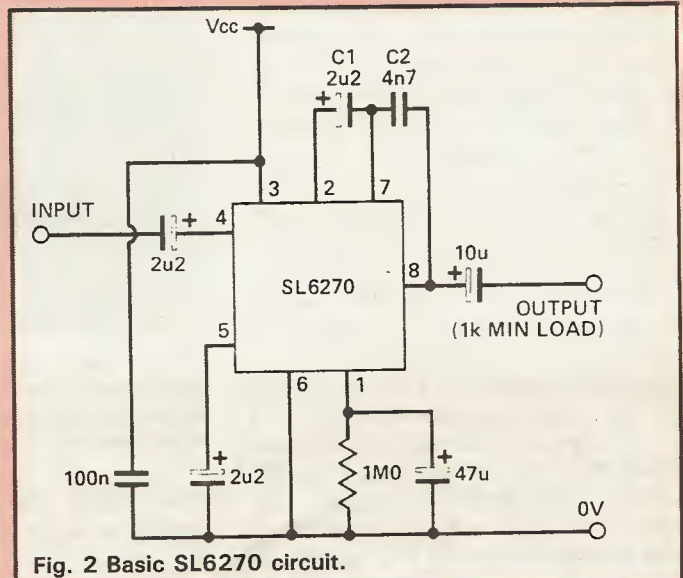 Vcc
C1
2u2
+
C2
4n7
3
2
7
INPUT
+
4
2u2
SL6270
8
10u
+
OUTPUT
(1k MIN LOAD)
5
6
1
100n
+
2u2
1M0
+
47u
0V
Fig. 2 Basic SL6270 circuit.